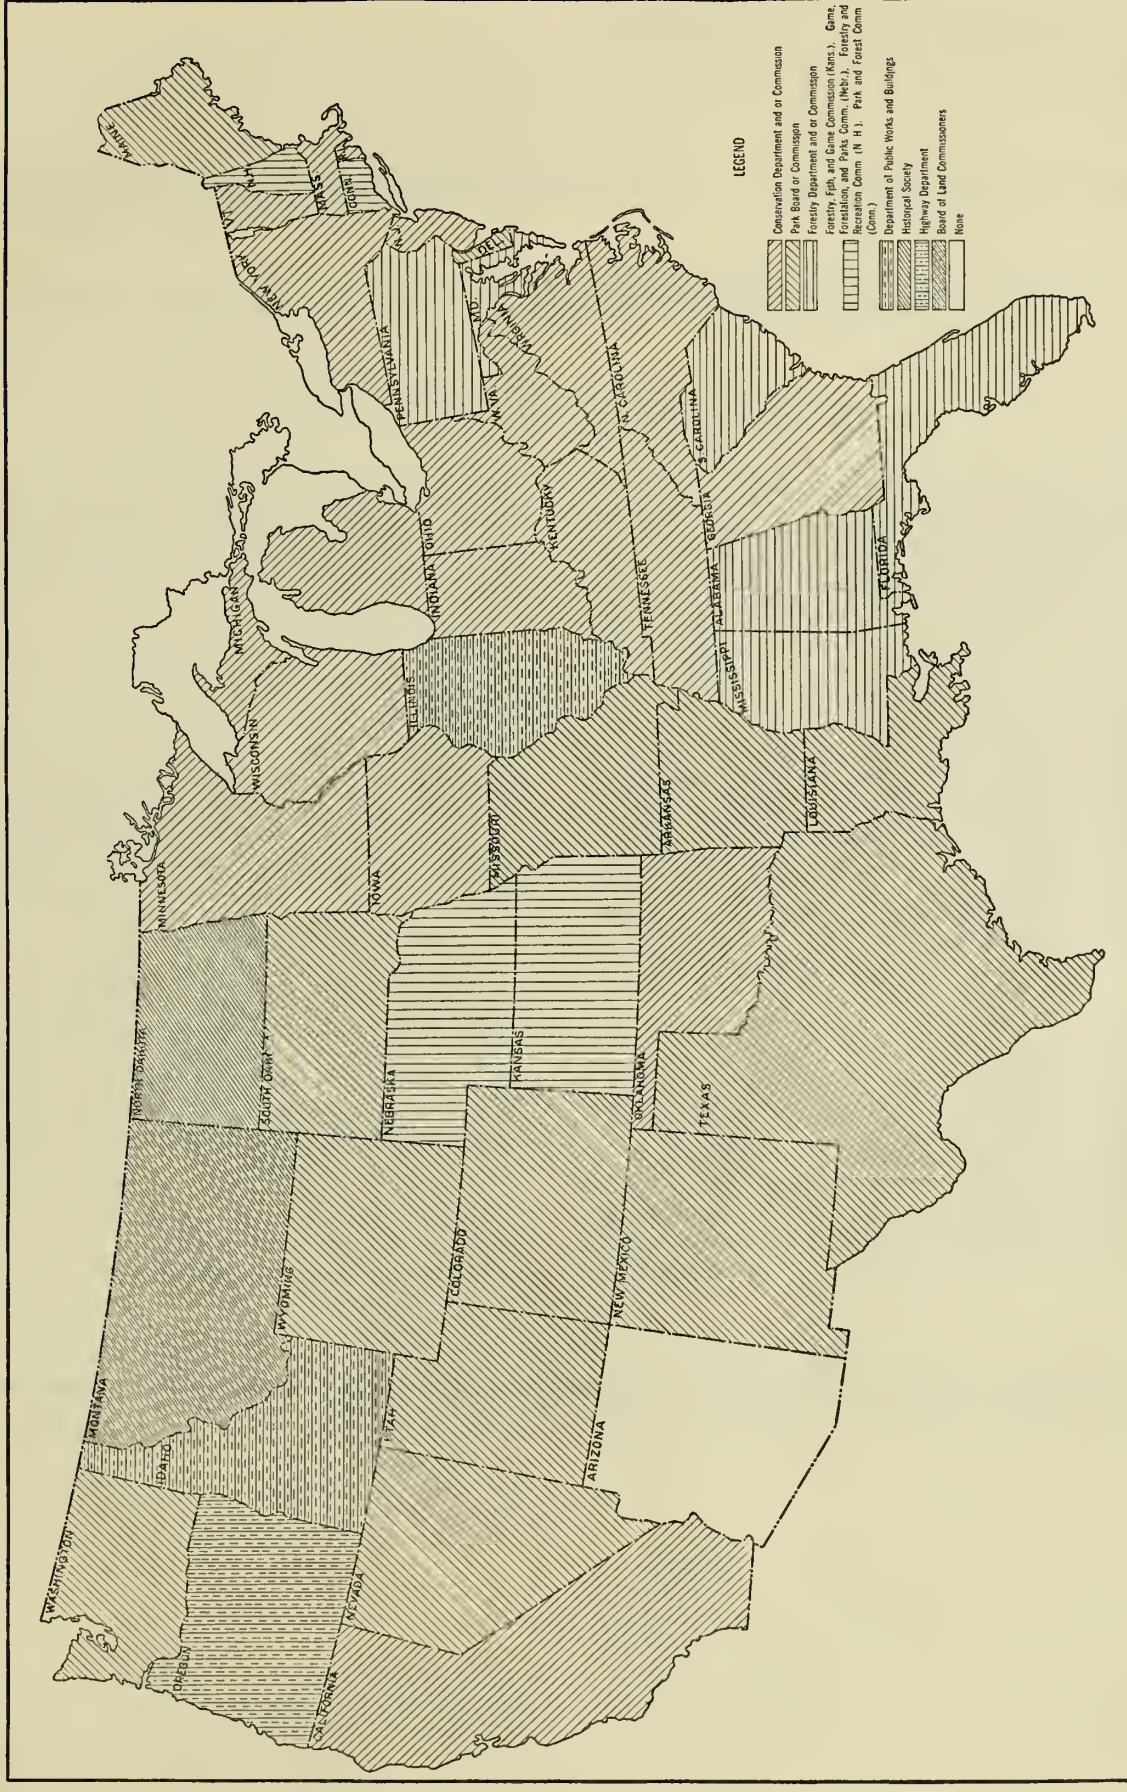 WASHINGTON
OREGON
CALIFORNIA
NEVADA
IDAHO
MONTANA
UTAH
ARIZONA
WYOMING
COLORADO
NEW MEXICO
NORTH DAKOTA
SOUTH DAK
NEBRASKA
KANSAS
OKLAHOMA
TEXAS
MINNESOTA
IOWA
MISSOURI
ARKANSAS
LOUISIANA
WISCONSIN
ILLINOIS
MICHIGAN
INDIANA
OHIO
KENTUCKY
TENNESSEE
MISSISSIPPI
ALABAMA
GEORGIA
FLORIDA
S. CAROLINA
N CAROLINA
VIRGINIA
W. VA.
MD.
DEL.
PENNSYLVANIA
N.J.
NEW YORK
VT.
N.H.
MASS
CONN.
R.I.
MAINE
LEGEND
Conservation Department and or Commission
Park Board or Commission
Forestry Department and or Commission
Forestry, Fish, and Game Commission (Kans.). Game,
Forestation, and Parks Comm. (Nebr.). Forestry and
Recreation Comm (N H). Park and Forest Comm
(Conn.)
Department of Public Works and Buildings
Historical Society
Highway Department
Board of Land Commissioners
None